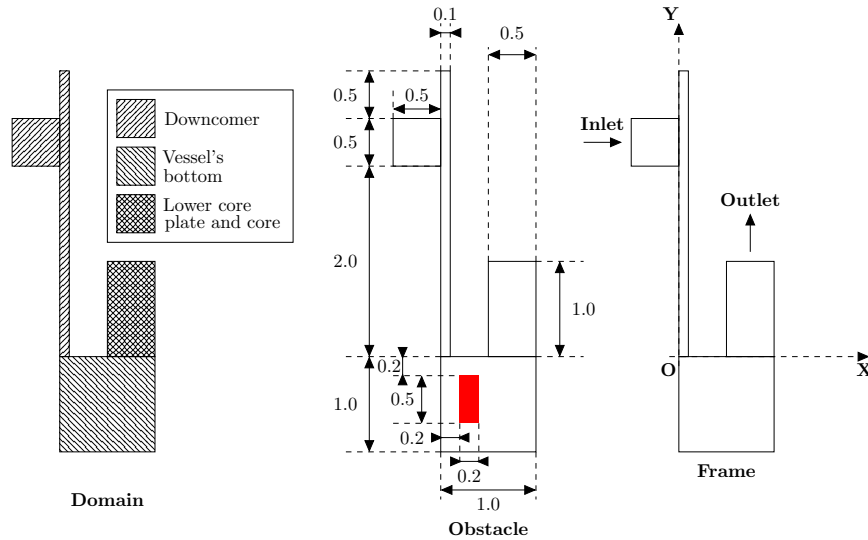 Downcomer
Vessel's
bottom
Lower core
plate and core
Domain
0.1
0.5
0.5
0.5
0.5
2.0
1.0
0.2
1.0
0.5
0.2
0.2
1.0
Obstacle
Y
Inlet
Outlet
O
X
Frame